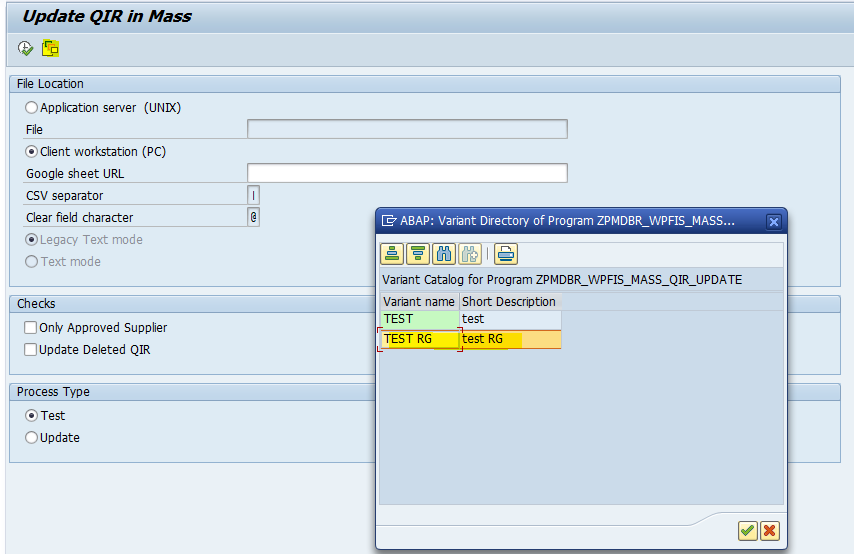 Update QIR in Mass
File Location
Application server (UNIX)
File
Client workstation (PC)
Google sheet URL
CSV separator |
Clear field character @
Legacy Text mode
Text mode
Checks
Only Approved Supplier
Update Deleted QIR
Process Type
Test
Update
ABAP: Variant Directory of Program ZPMDBR_WPFIS_MASS...
Variant Catalog for Program ZPMDBR_WPFIS_MASS_QIR_UPDATE
Variant name Short Description
TEST test
TEST RG test RG